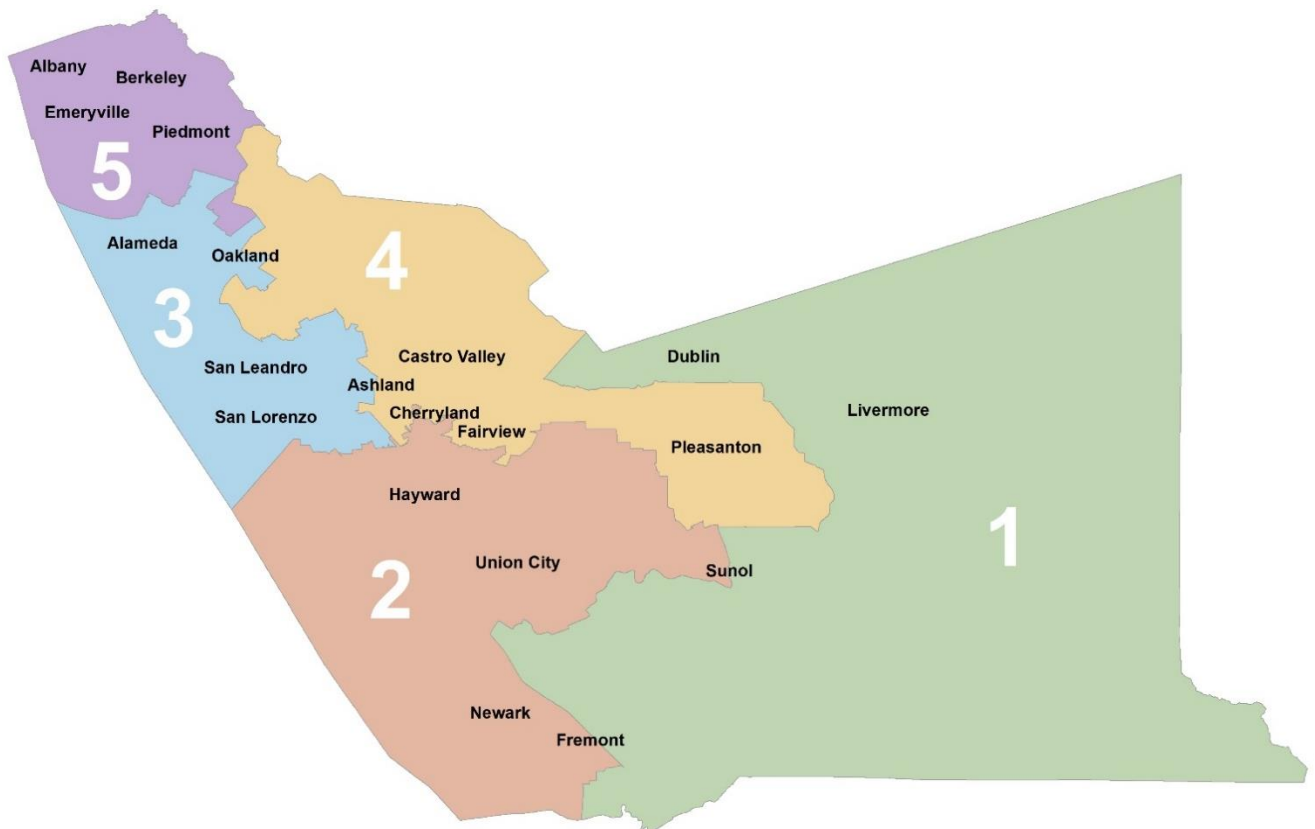 Albany
Berkeley
Emeryville
Piedmont
5
Alameda
Oakland
4
3
San Leandro
Castro Valley
Dublin
Ashland
San Lorenzo
Cherryland
Fairview
Livermore
Pleasanton
Hayward
1
Union City
Sunol
2
Newark
Fremont